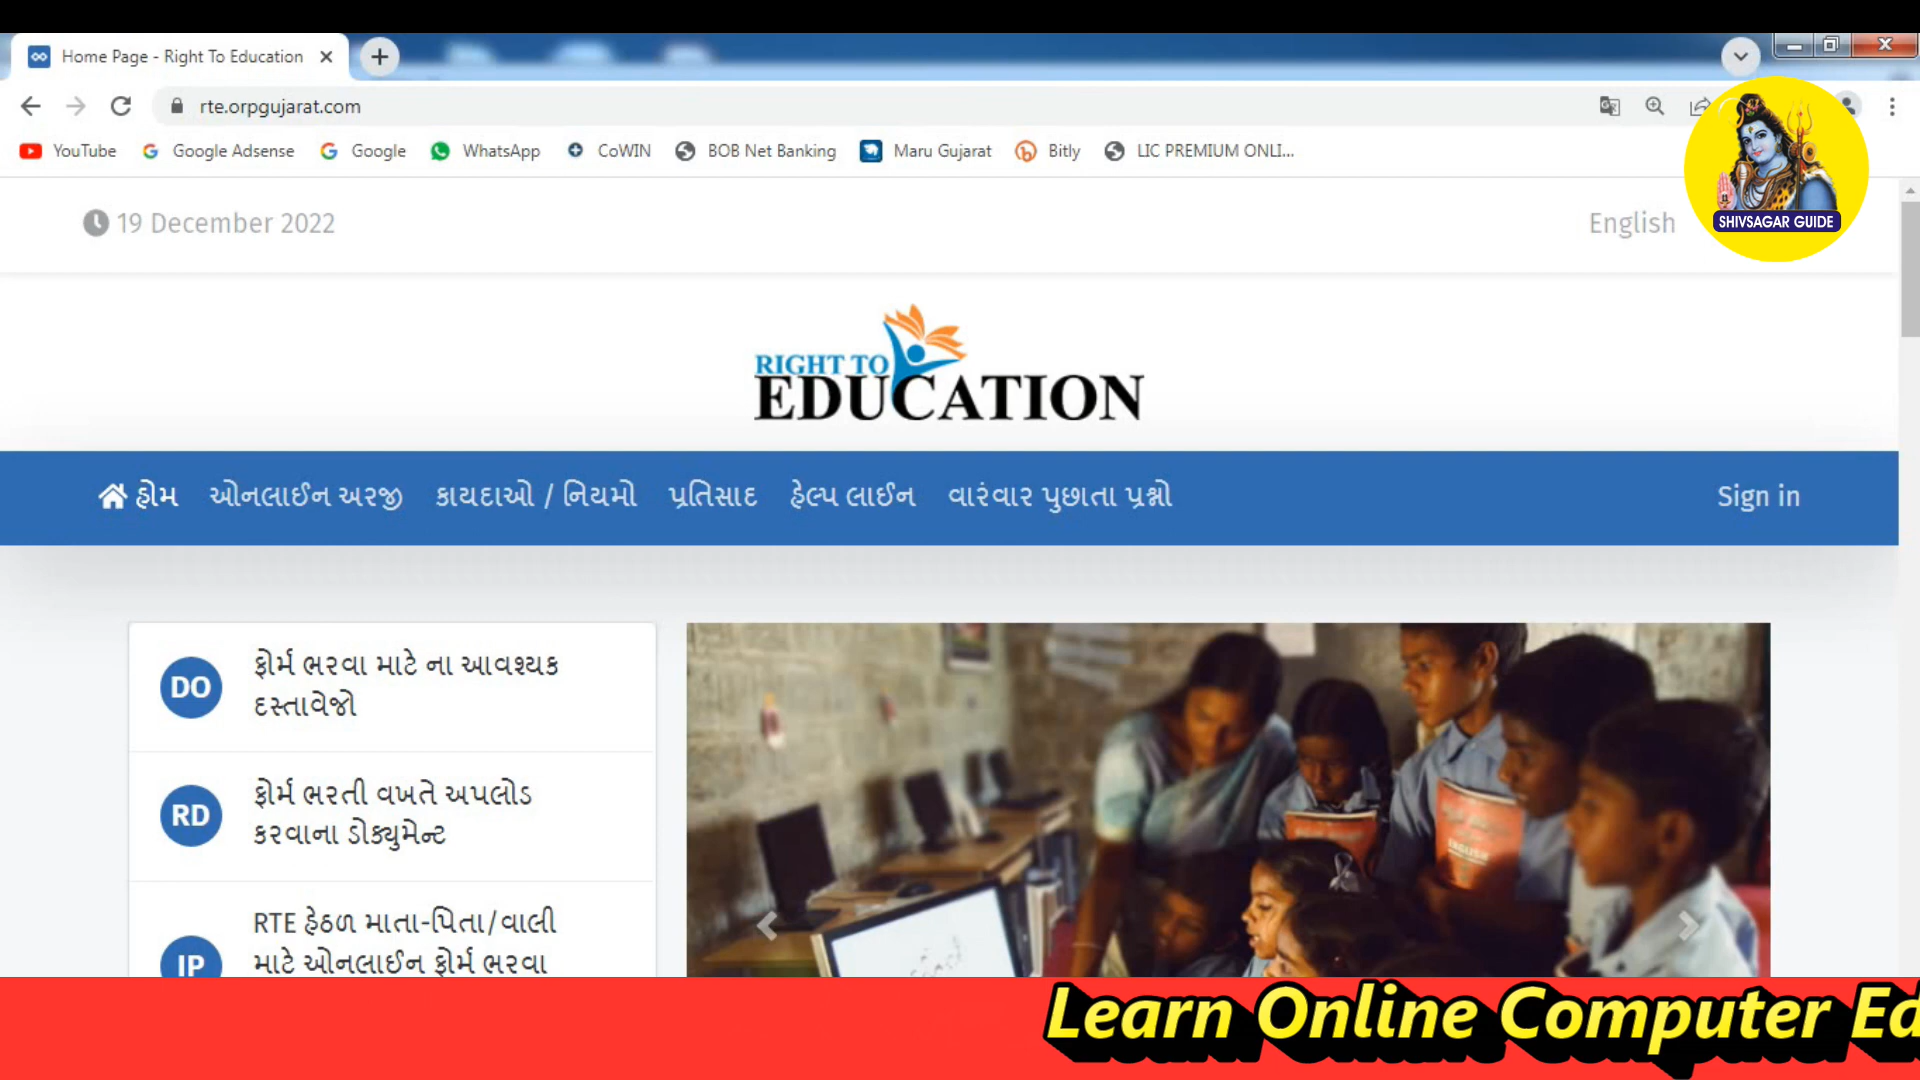 Home Page - Right To Education
rte.orpgujarat.com
YouTube Google Adsense Google WhatsApp CoWIN BOB Net Banking Maru Gujarat Bitly LIC PREMIUM ONLI...
19 December 2022
English
SHIVSAGAR GUIDE
RIGHT TO
EDUCATION
હોમ ઓનલાઈન અરજી કાયદાઓ / નિયમો પ્રતિસાદ હેલ્પ લાઈન વારંવાર પુછાતા પ્રશ્નો Sign in
DO
ફોર્મ ભરવા માટે ના આવશ્યક
દસ્તાવેજો
RD
ફોર્મ ભરતી વખતે અપલોડ
કરવાના ડોક્યુમેન્ટ
IP
RTE હેઠળ માતા-પિતા/વાલી
માટે ઓનલાઈન ફોર્મ ભરવા
ENGLISH
Learn Online Computer Ed